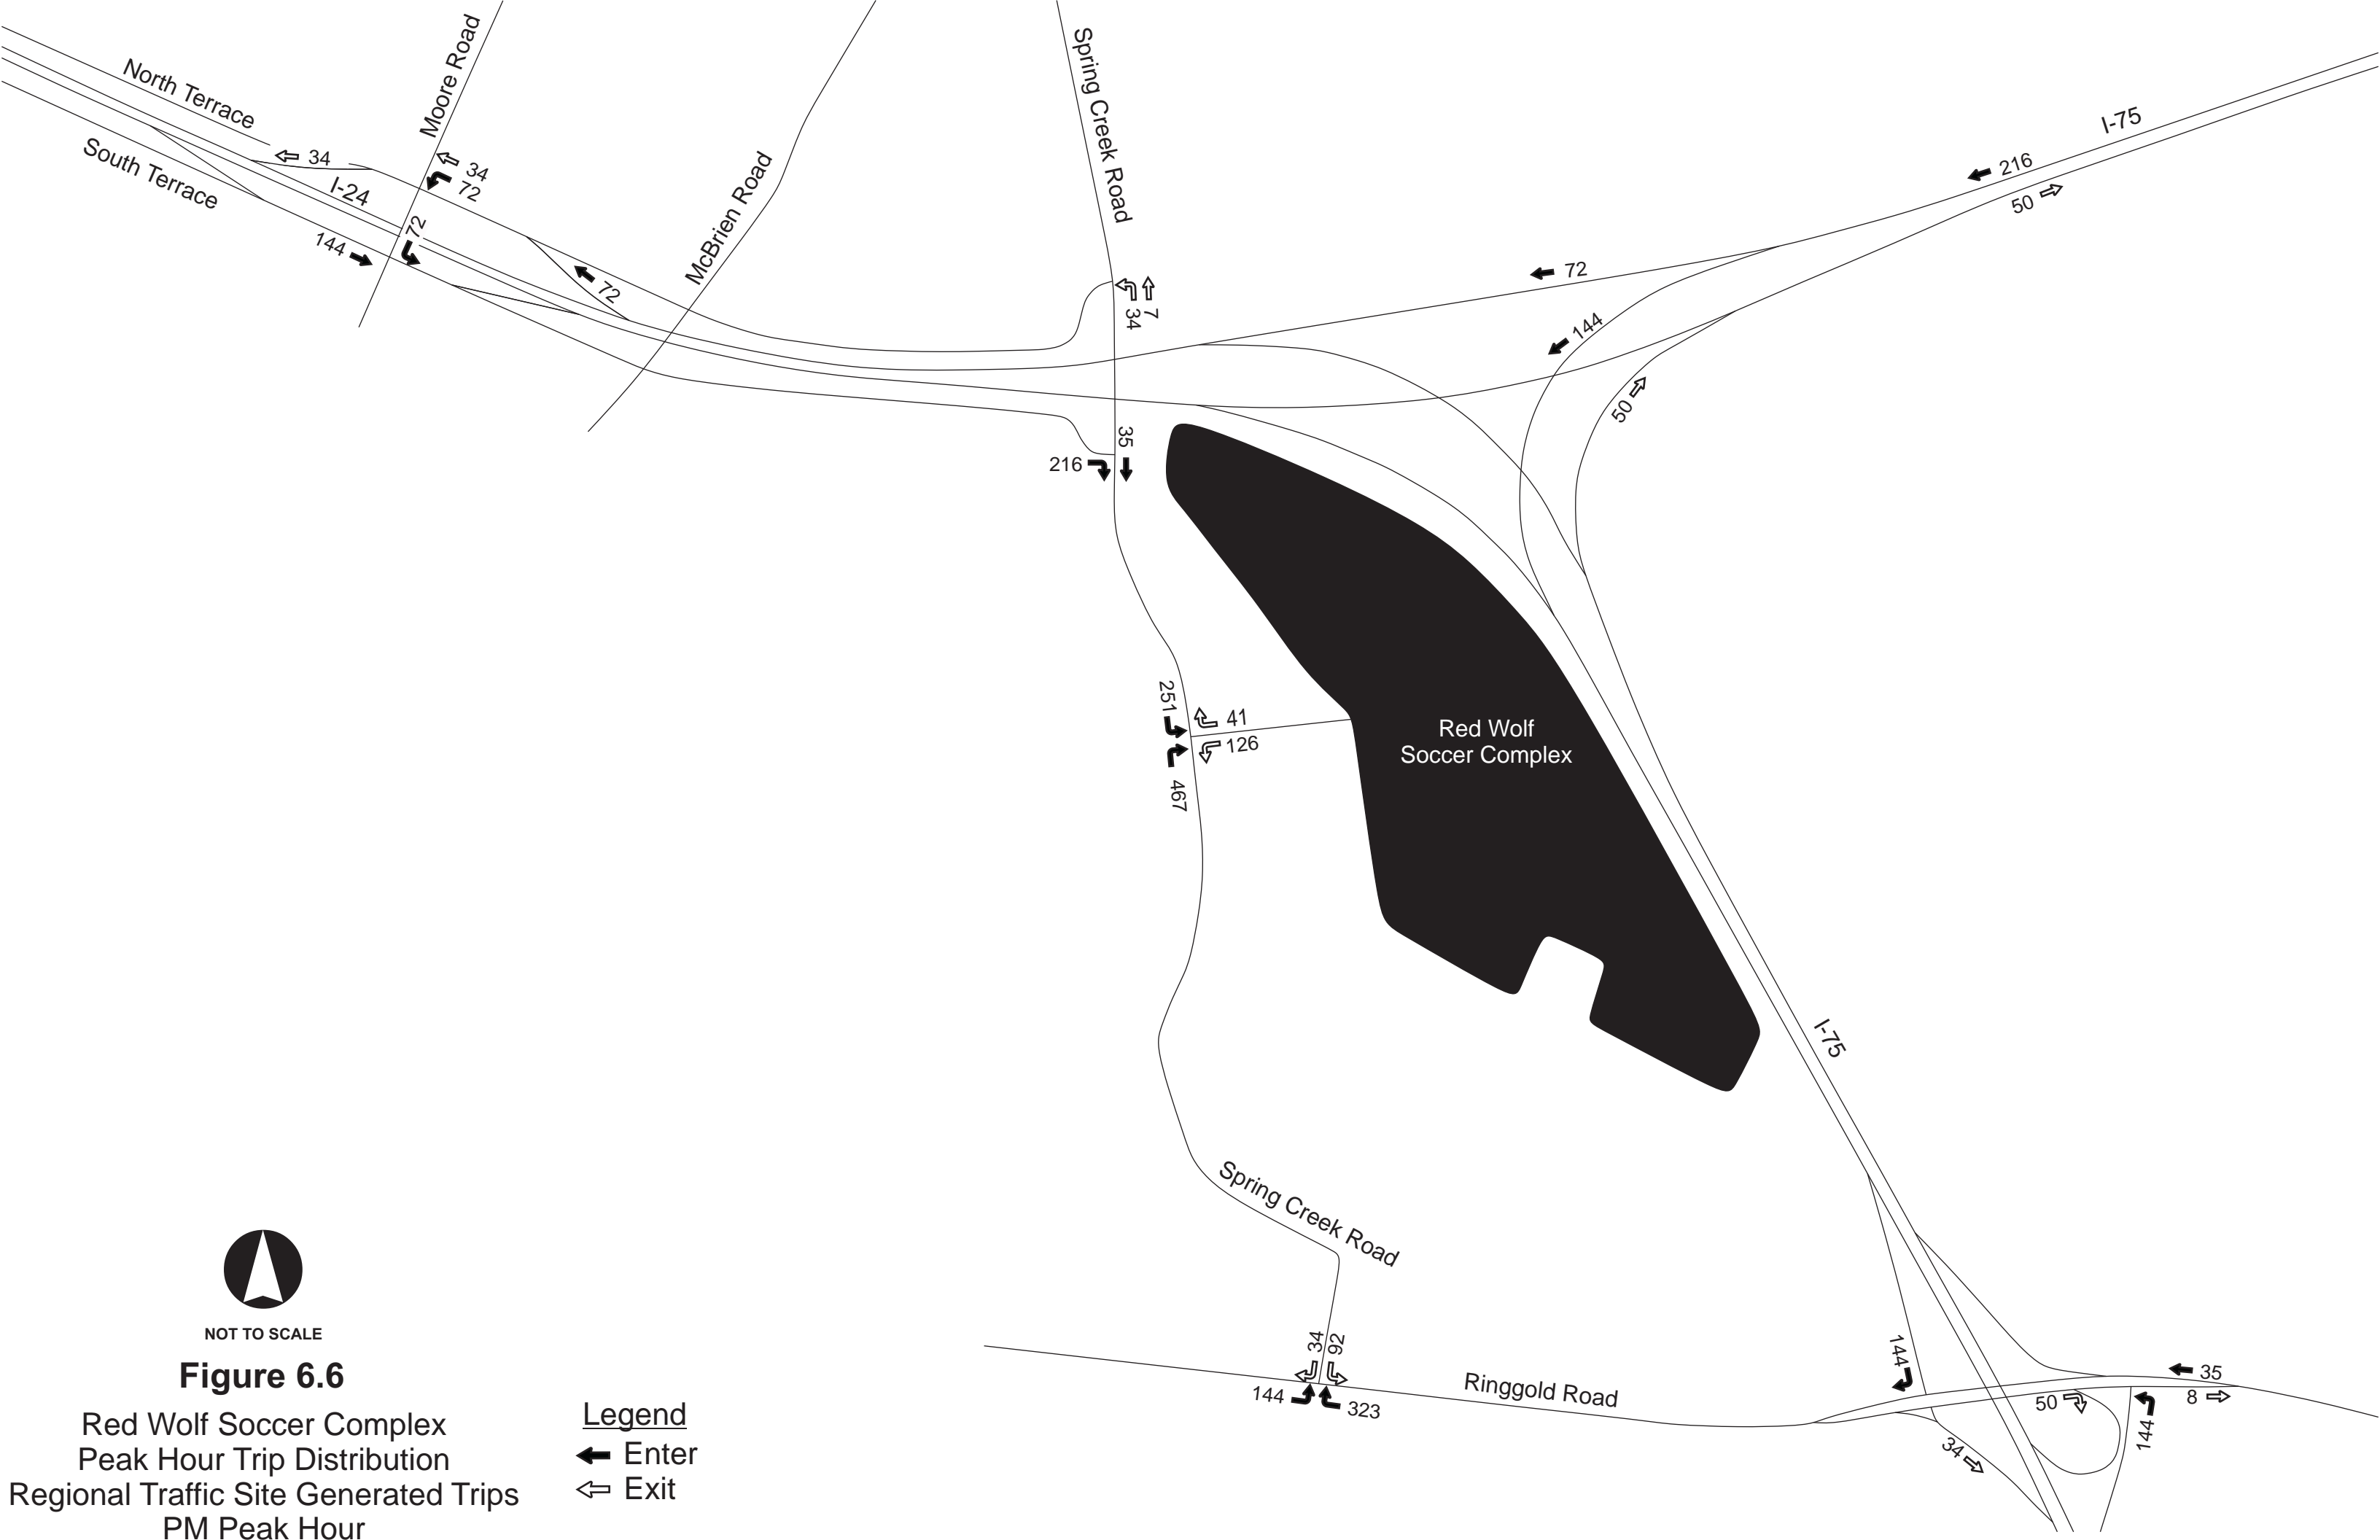 North Terrace
South Terrace
I-24
Moore Road
McBrien Road
Spring Creek Road
I-75
34
34
72
72
144
72
34
7
216
50
72
144
50
35
216
251
41
126
467
Red Wolf
Soccer Complex
I-75
Spring Creek Road
34
92
144
323
Ringgold Road
144
35
8
50
144
34
NOT TO SCALE
Figure 6.6
Red Wolf Soccer Complex
Peak Hour Trip Distribution
Regional Traffic Site Generated Trips
PM Peak Hour
Legend
Enter
Exit